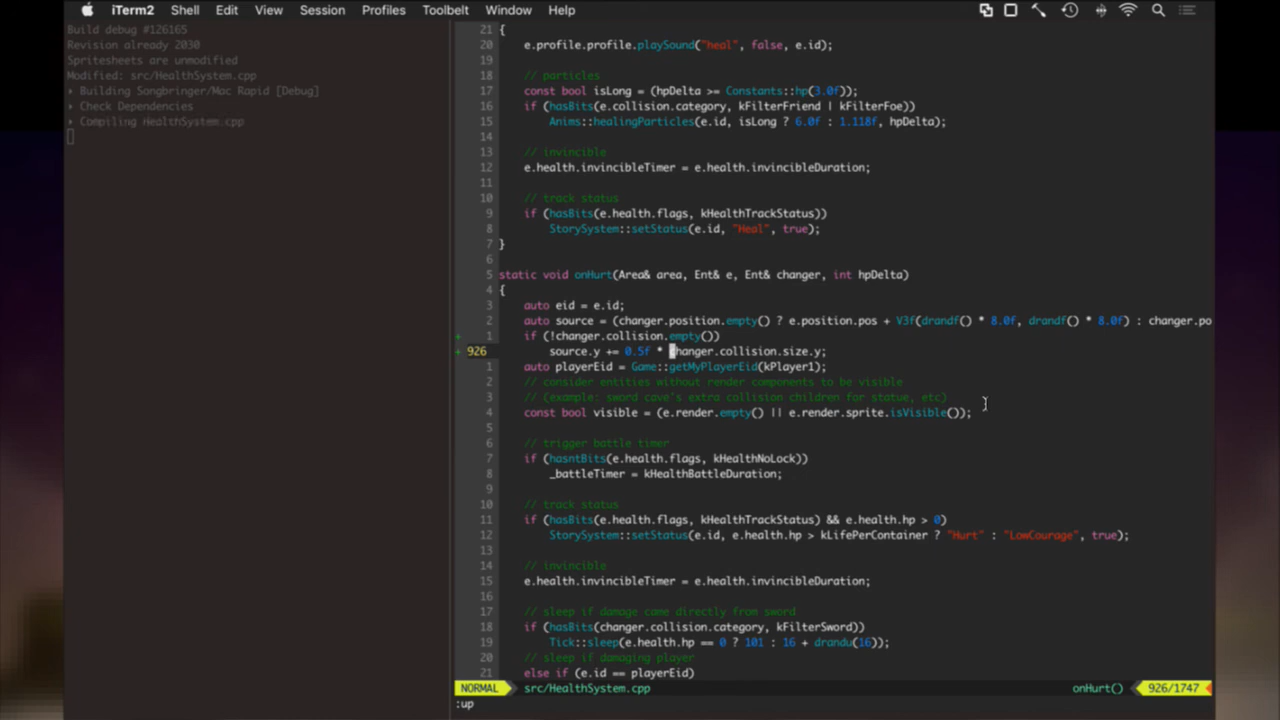 iTerm2 Shell Edit View Session Profiles Toolbelt Window Help
Build debug #126165
Revision already 2030
Spritesheets are unmodified
Modified: src/HealthSystem.cpp
▸ Building Songbringer/Mac Rapid [Debug]
▸ Check Dependencies
▸ Compiling HealthSystem.cpp
21 {
20 e.profile.profile.playSound("heal", false, e.id);
19
18 // particles
17 const bool isLong = (hpDelta >= Constants::hp(3.0f));
16 if (hasBits(e.collision.category, kFilterFriend | kFilterFoe))
15 Anims::healingParticles(e.id, isLong ? 6.0f : 1.118f, hpDelta);
14
13 // invincible
12 e.health.invincibleTimer = e.health.invincibleDuration;
11
10 // track status
9 if (hasBits(e.health.flags, kHealthTrackStatus))
8 StorySystem::setStatus(e.id, "Heal", true);
7 }
6
5 static void onHurt(Area& area, Ent& e, Ent& changer, int hpDelta)
4 {
3 auto eid = e.id;
2 auto source = (changer.position.empty() ? e.position.pos + V3f(drandf() * 8.0f, drandf() * 8.0f) : changer.po
+ 1 if (!changer.collision.empty())
+ 926 source.y += 0.5f * changer.collision.size.y;
1 auto playerEid = Game::getMyPlayerEid(kPlayer1);
2 // consider entities without render components to be visible
3 // (example: sword cave's extra collision children for statue, etc)
4 const bool visible = (e.render.empty() || e.render.sprite.isVisible());
5
6 // trigger battle timer
7 if (hasntBits(e.health.flags, kHealthNoLock))
8 _battleTimer = kHealthBattleDuration;
9
10 // track status
11 if (hasBits(e.health.flags, kHealthTrackStatus) && e.health.hp > 0)
12 StorySystem::setStatus(e.id, e.health.hp > kLifePerContainer ? "Hurt" : "LowCourage", true);
13
14 // invincible
15 e.health.invincibleTimer = e.health.invincibleDuration;
16
17 // sleep if damage came directly from sword
18 if (hasBits(changer.collision.category, kFilterSword))
19 Tick::sleep(e.health.hp == 0 ? 101 : 16 + drandu(16));
20 // sleep if damaging player
21 else if (e.id == playerEid)
NORMAL src/HealthSystem.cpp onHurt() 926/1747
:up